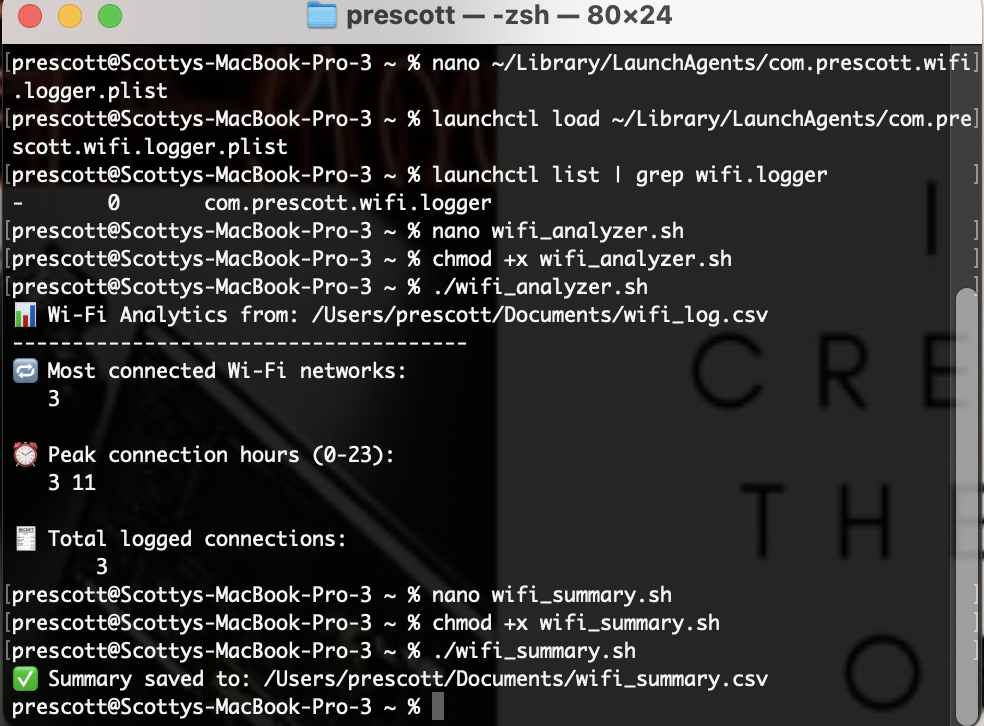 prescott — -zsh — 80×24
[prescott@Scottys-MacBook-Pro-3 ~ % nano ~/Library/LaunchAgents/com.prescott.wifi]
.logger.plist
[prescott@Scottys-MacBook-Pro-3 ~ % launchctl load ~/Library/LaunchAgents/com.pre]
scott.wifi.logger.plist
[prescott@Scottys-MacBook-Pro-3 ~ % launchctl list | grep wifi.logger ]
- 0 com.prescott.wifi.logger
[prescott@Scottys-MacBook-Pro-3 ~ % nano wifi_analyzer.sh ]
[prescott@Scottys-MacBook-Pro-3 ~ % chmod +x wifi_analyzer.sh ]
[prescott@Scottys-MacBook-Pro-3 ~ % ./wifi_analyzer.sh ]
📊 Wi-Fi Analytics from: /Users/prescott/Documents/wifi_log.csv
--------------------------------------
🔁 Most connected Wi-Fi networks:
3
⏰ Peak connection hours (0-23):
3 11
🧾 Total logged connections:
3
[prescott@Scottys-MacBook-Pro-3 ~ % nano wifi_summary.sh ]
[prescott@Scottys-MacBook-Pro-3 ~ % chmod +x wifi_summary.sh ]
[prescott@Scottys-MacBook-Pro-3 ~ % ./wifi_summary.sh ]
✅ Summary saved to: /Users/prescott/Documents/wifi_summary.csv
prescott@Scottys-MacBook-Pro-3 ~ %
I
CRE
TH
O